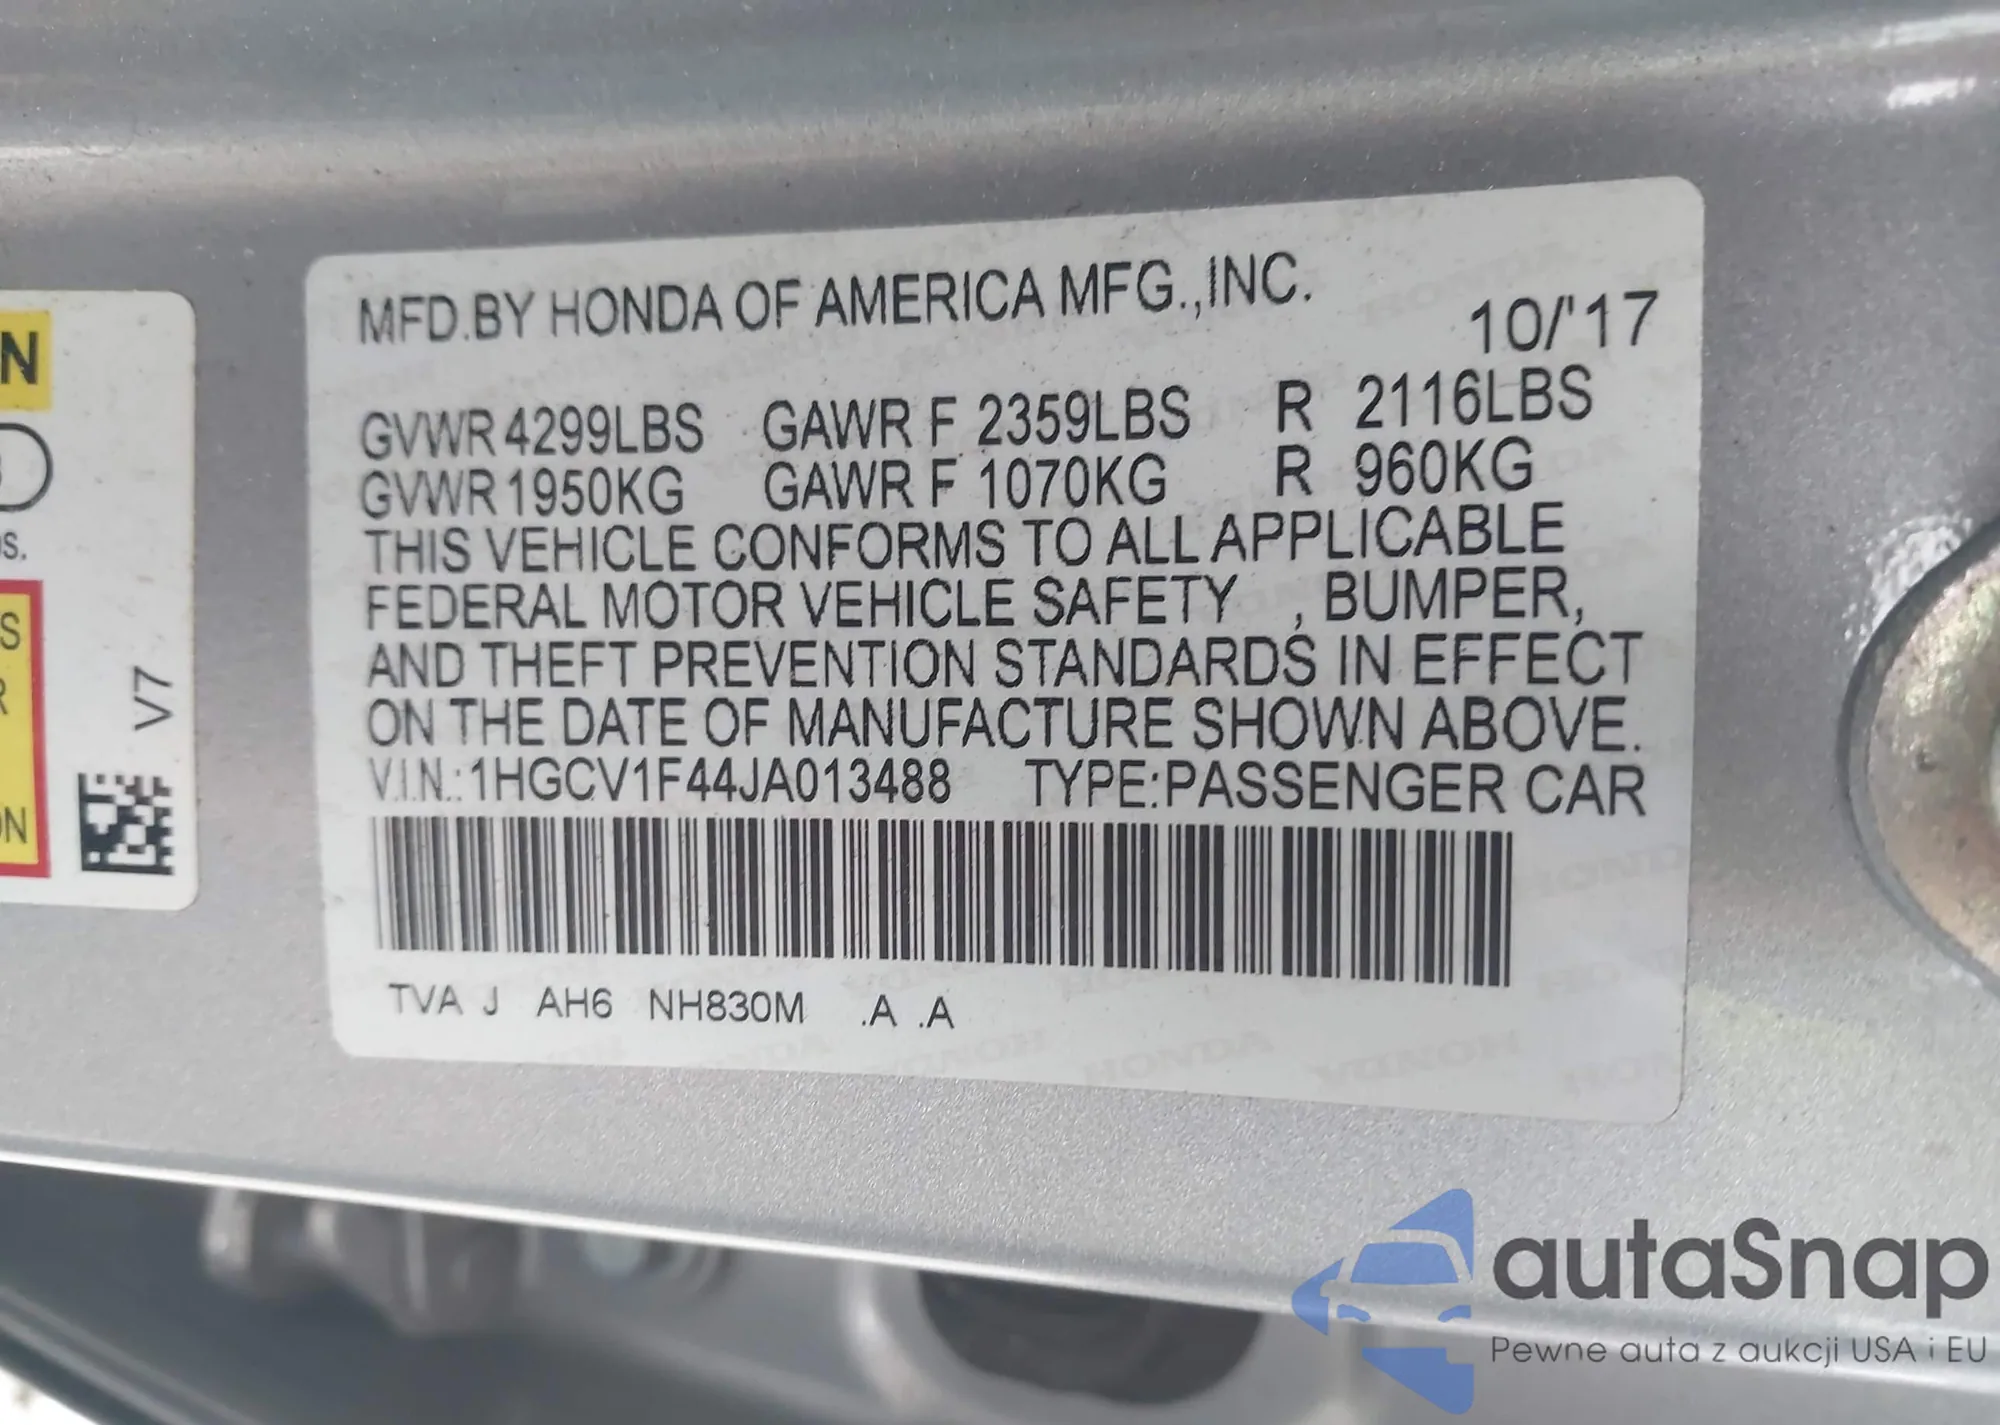 MFD.BY HONDA OF AMERICA MFG.,INC.
10/'17
GVWR 4299LBS GAWR F 2359LBS R 2116LBS
GVWR 1950KG GAWR F 1070KG R 960KG
THIS VEHICLE CONFORMS TO ALL APPLICABLE
FEDERAL MOTOR VEHICLE SAFETY , BUMPER,
AND THEFT PREVENTION STANDARDS IN EFFECT
ON THE DATE OF MANUFACTURE SHOWN ABOVE.
V.I.N.: 1HGCV1F44JA013488 TYPE:PASSENGER CAR
TVA J AH6 NH830M .A .A
V7
autaSnap
Pewne auta z aukcji USA i EU